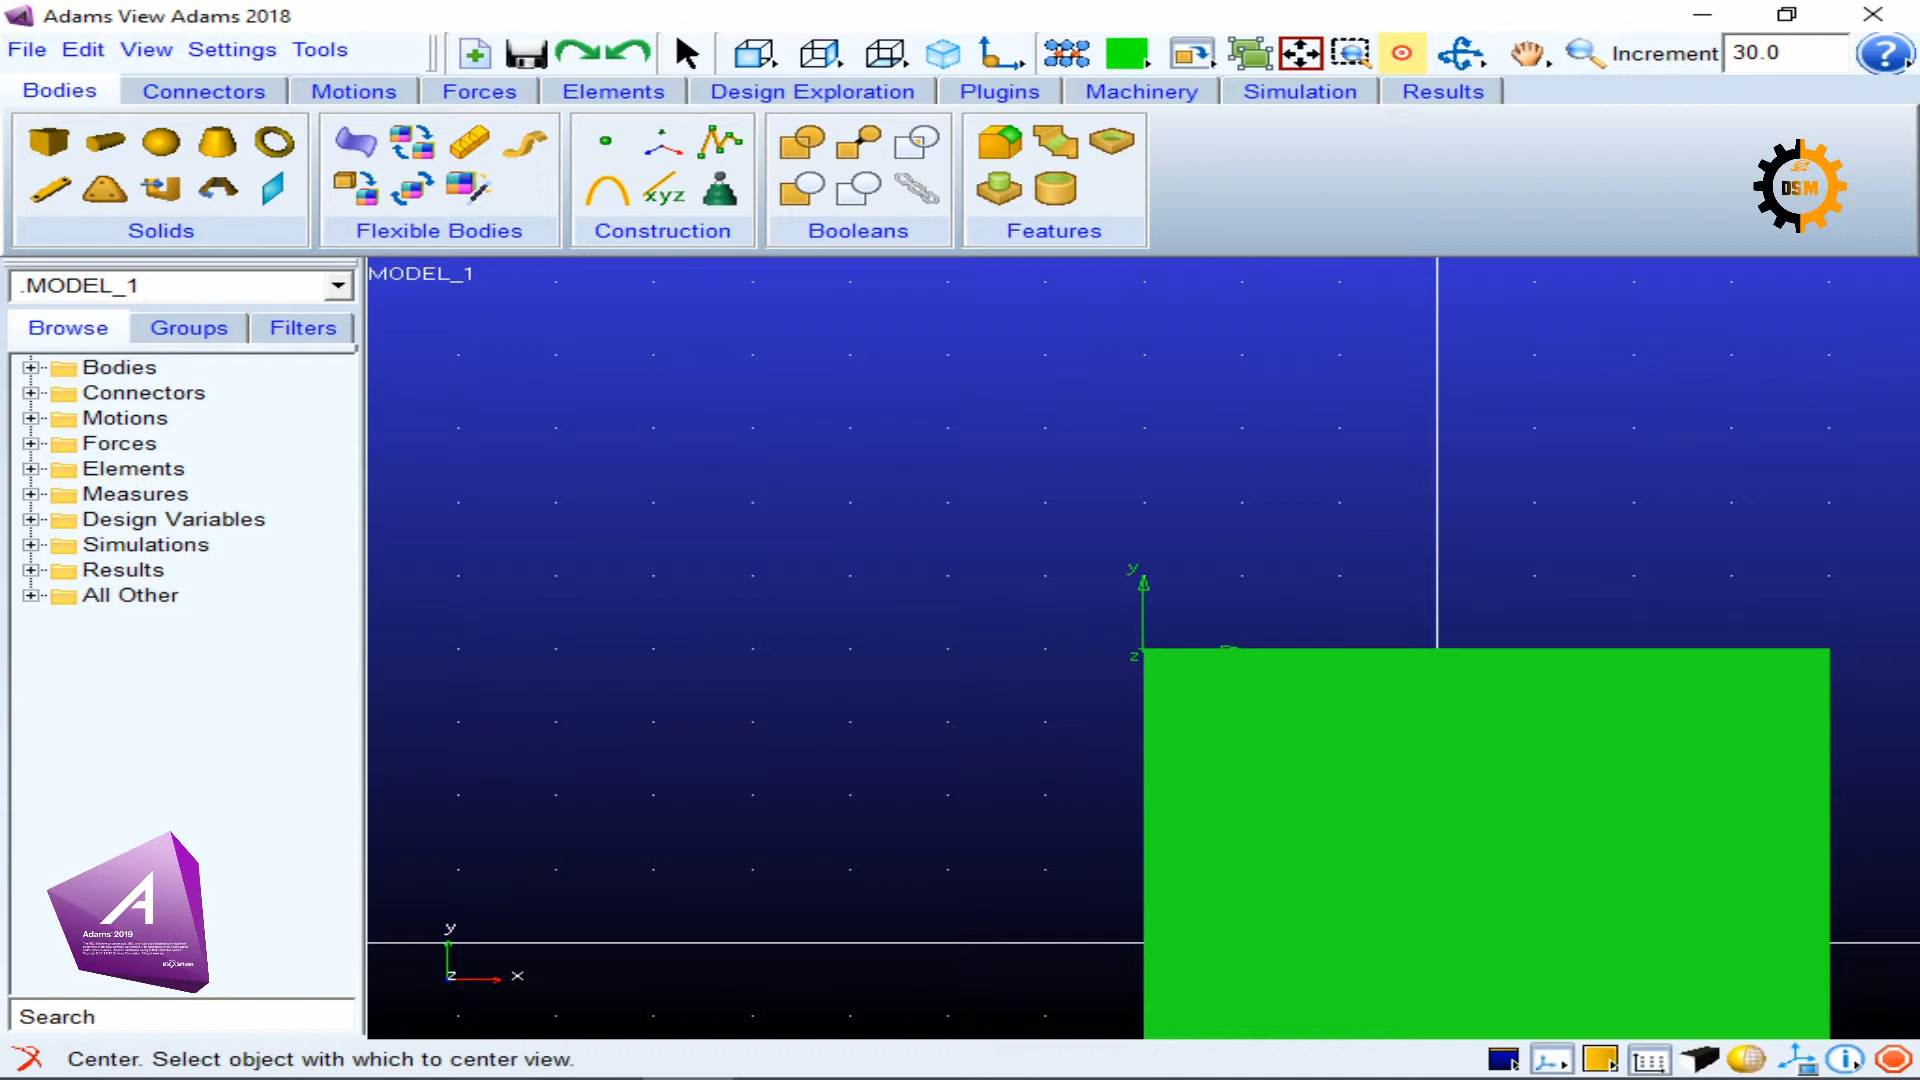 Adams View Adams 2018
File Edit View Settings Tools
Increment 30.0
Bodies Connectors Motions Forces Elements Design Exploration Plugins Machinery Simulation Results
xyz
Solids Flexible Bodies Construction Booleans Features
DSM
.MODEL_1
MODEL_1
Browse Groups Filters
Bodies
Connectors
Motions
Forces
Elements
Measures
Design Variables
Simulations
Results
All Other
y
z
A
Adams 2019
y
z x
Search
Center. Select object with which to center view.